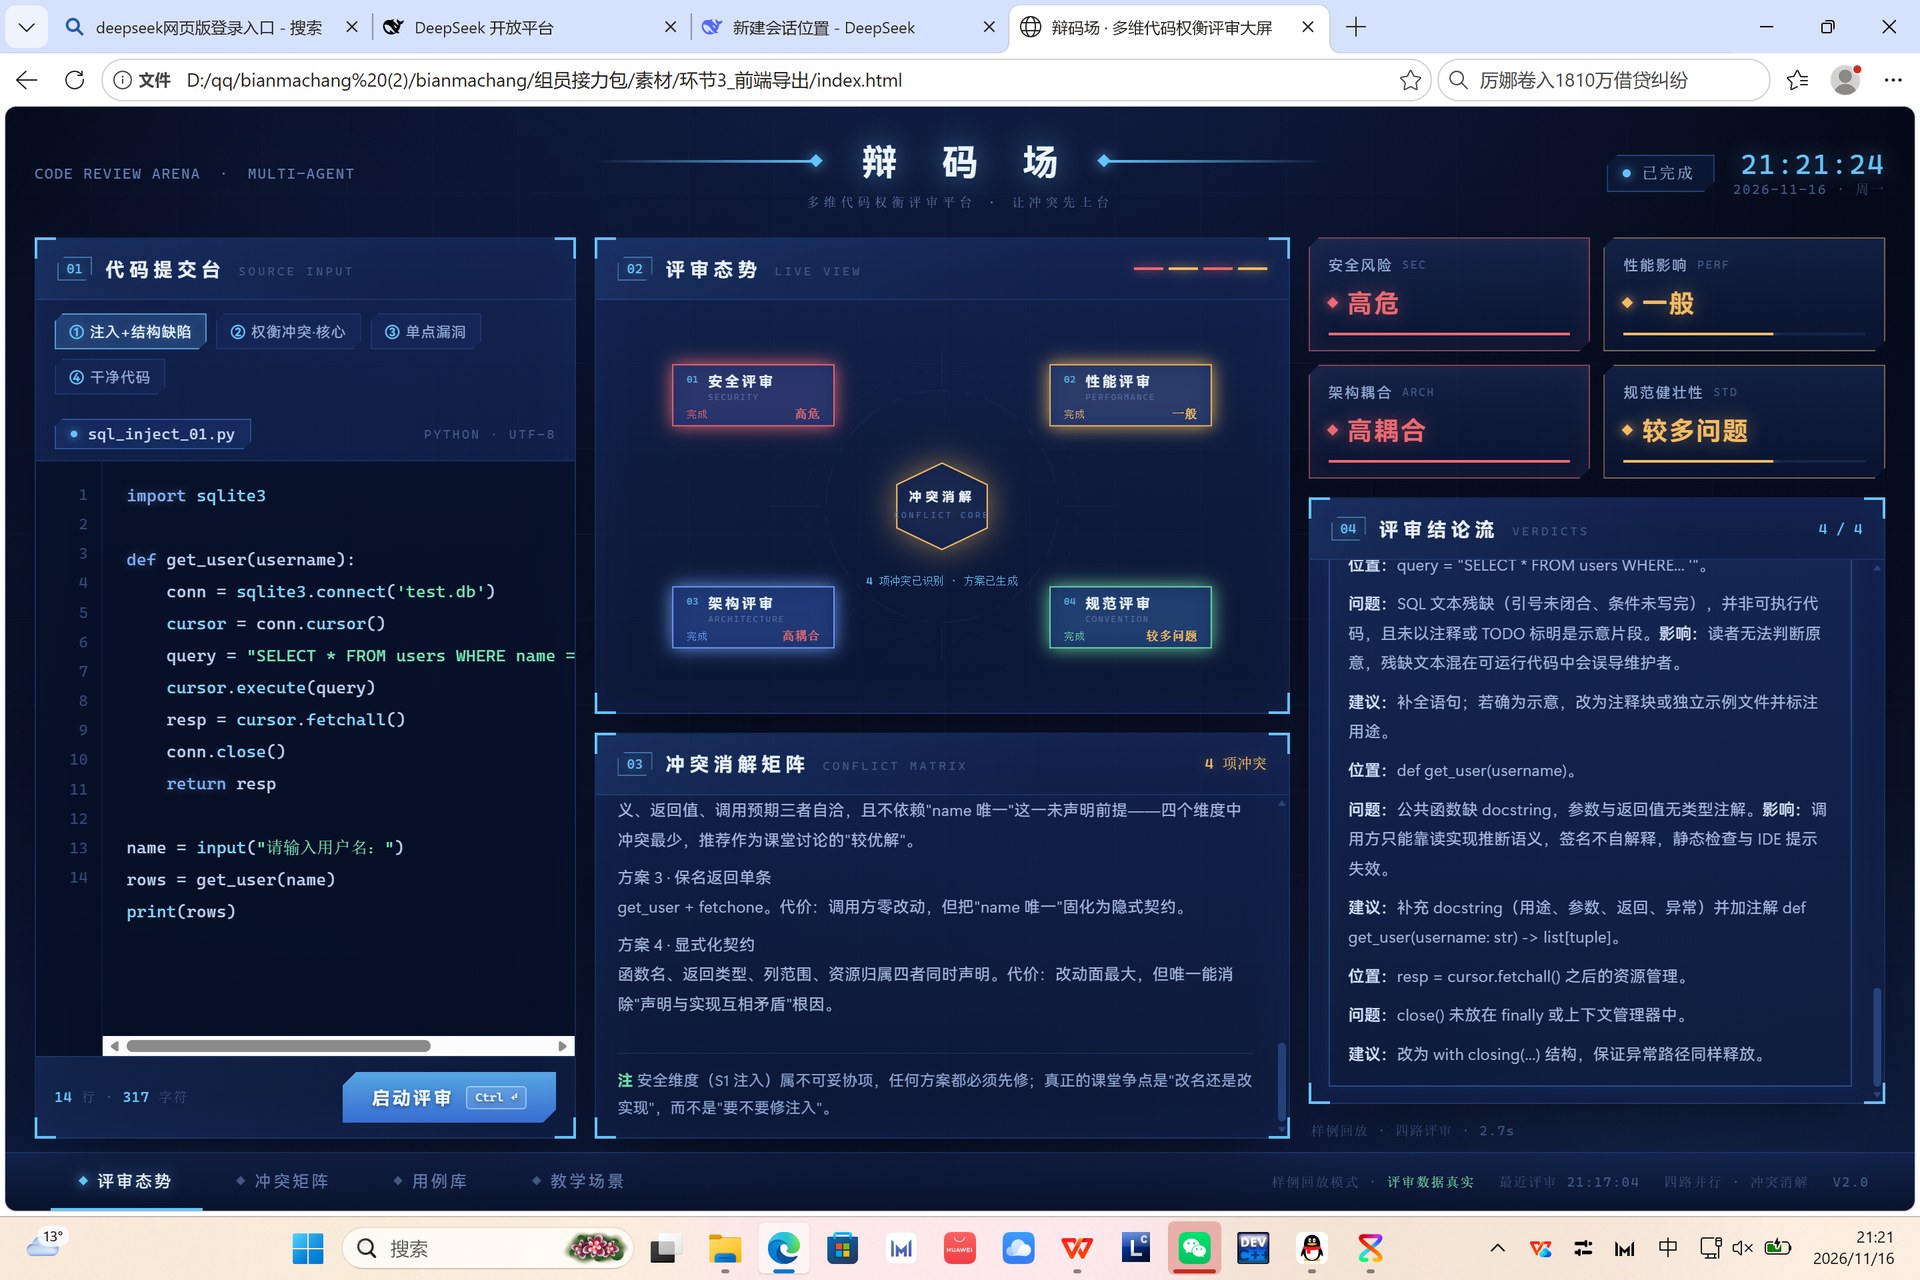 deepseek网页版登录入口 - 搜索
DeepSeek 开放平台
新建会话位置 - DeepSeek
辩码场 · 多维代码权衡评审大屏
文件
D:/qq/bianmachang%20(2)/bianmachang/组员接力包/素材/环节3_前端导出/index.html
厉娜卷入1810万借贷纠纷
CODE REVIEW ARENA · MULTI-AGENT
辩 码 场
多维代码权衡评审平台 · 让冲突先上台
已完成
21:21:24
2026-11-16 · 周一
01 代码提交台 SOURCE INPUT
① 注入+结构缺陷
② 权衡冲突·核心
③ 单点漏洞
④ 干净代码
sql_inject_01.py
PYTHON · UTF-8
1
2
3
4
5
6
7
8
9
10
11
12
13
14
import sqlite3
def get_user(username):
conn = sqlite3.connect('test.db')
cursor = conn.cursor()
query = "SELECT * FROM users WHERE name =
cursor.execute(query)
resp = cursor.fetchall()
conn.close()
return resp
name = input("请输入用户名: ")
rows = get_user(name)
print(rows)
14 行 · 317 字符
启动评审 Ctrl ⏎
02 评审态势 LIVE VIEW
01 安全评审
SECURITY
完成 高危
02 性能评审
PERFORMANCE
完成 一般
冲突消解
CONFLICT CORE
4 项冲突已识别 · 方案已生成
03 架构评审
ARCHITECTURE
完成 高耦合
04 规范评审
CONVENTION
完成 较多问题
03 冲突消解矩阵 CONFLICT MATRIX
4 项冲突
义、返回值、调用预期三者自洽，且不依赖"name 唯一"这一未声明前提——四个维度中
冲突最少，推荐作为课堂讨论的"较优解"。
方案 3 · 保名返回单条
get_user + fetchone。代价：调用方零改动，但把"name 唯一"固化为隐式契约。
方案 4 · 显式化契约
函数名、返回类型、列范围、资源归属四者同时声明。代价：改动面最大，但唯一能消
除"声明与实现互相矛盾"根因。
注 安全维度（S1 注入）属不可妥协项，任何方案都必须先修；真正的课堂争点是"改名还是改
实现"，而不是"要不要修注入"。
安全风险 SEC
高危
性能影响 PERF
一般
架构耦合 ARCH
高耦合
规范健壮性 STD
较多问题
04 评审结论流 VERDICTS
4 / 4
位置：query = "SELECT * FROM users WHERE... '"。
问题：SQL 文本残缺（引号未闭合、条件未写完），并非可执行代
码，且未以注释或 TODO 标明是示意片段。影响：读者无法判断原
意，残缺文本混在可运行代码中会误导维护者。
建议：补全语句；若确为示意，改为注释块或独立示例文件并标注
用途。
位置：def get_user(username)。
问题：公共函数缺 docstring，参数与返回值无类型注解。影响：调
用方只能靠读实现推断语义，签名不自解释，静态检查与 IDE 提示
失效。
建议：补充 docstring（用途、参数、返回、异常）并加注解 def
get_user(username: str) -> list[tuple]。
位置：resp = cursor.fetchall() 之后的资源管理。
问题：close() 未放在 finally 或上下文管理器中。
建议：改为 with closing(...) 结构，保证异常路径同样释放。
样例回放 · 四路评审 · 2.7s
评审态势
冲突矩阵
用例库
教学场景
样例回放模式 · 评审数据真实 最近评审 21:17:04 四路并行 · 冲突消解 V2.0
13°
搜索
HUAWEI
DEV
C++
中
21:21
2026/11/16